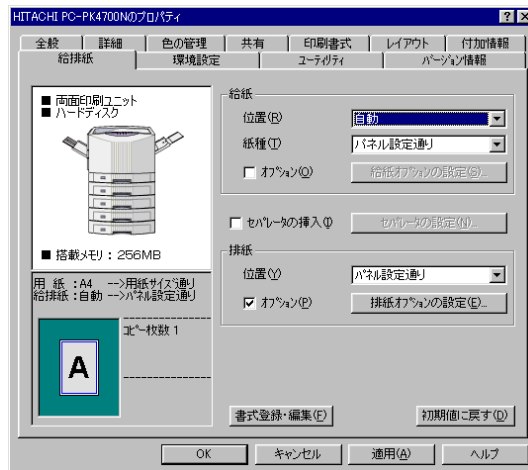 HITACHI PC-PK4700Nのプロパティ
全般 詳細 色の管理 共有 印刷書式 レイアウト 付加情報
給排紙 環境設定 ユーティリティ バージョン情報
■ 両面印刷ユニット
■ ハードディスク
■ 搭載メモリ : 256MB
用 紙 : A4 -->用紙サイズ通り
給排紙 : 自動 -->パネル設定通り
コピー枚数 1
A
給紙
位置(R) 自動
紙種(T) パネル設定通り
オプション(O) 給紙オプションの設定(S)...
セパレータの挿入(I) セパレータの設定(N)...
排紙
位置(Y) パネル設定通り
オプション(P) 排紙オプションの設定(E)...
書式登録・編集(F) 初期値に戻す(D)
OK キャンセル 適用(A) ヘルプ